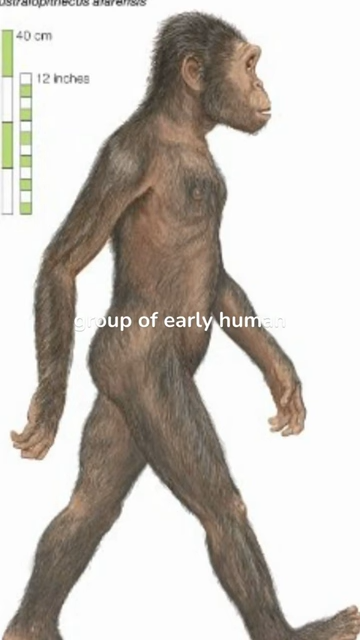 ustralopithecus afarensis
40 cm
12 inches
group of early human